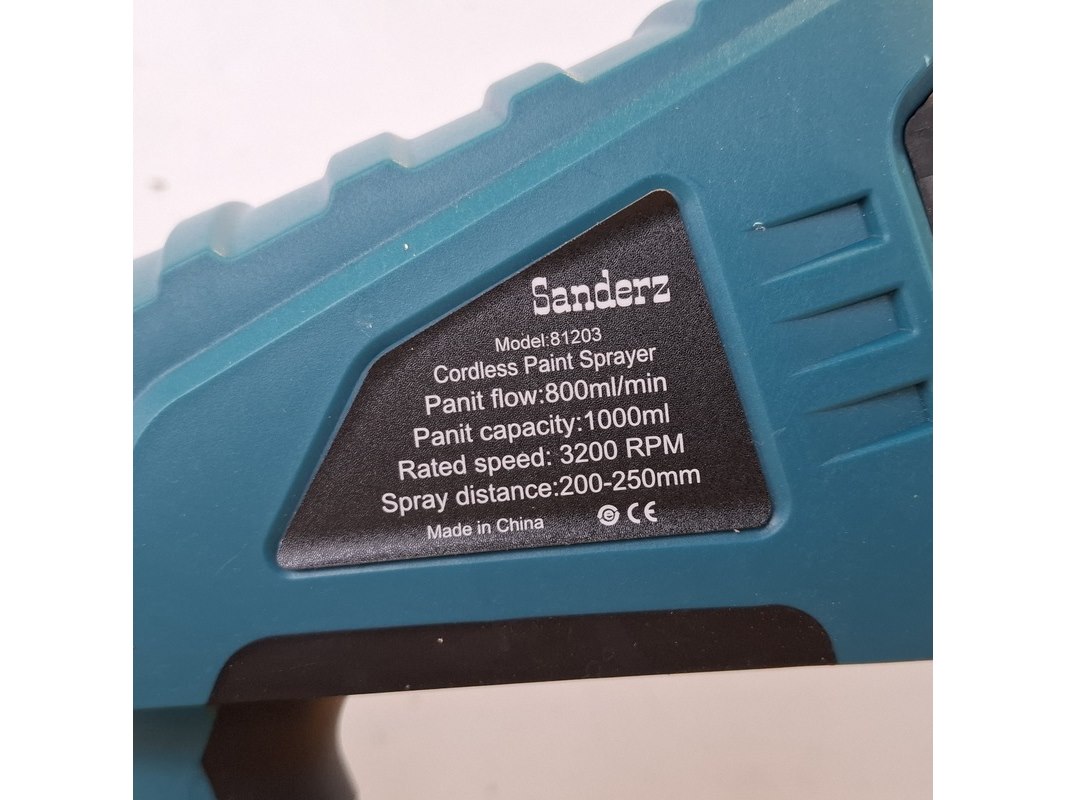 Sanderz
Model:81203
Cordless Paint Sprayer
Panit flow:800ml/min
Panit capacity:1000ml
Rated speed: 3200 RPM
Spray distance:200-250mm
Made in China e CE